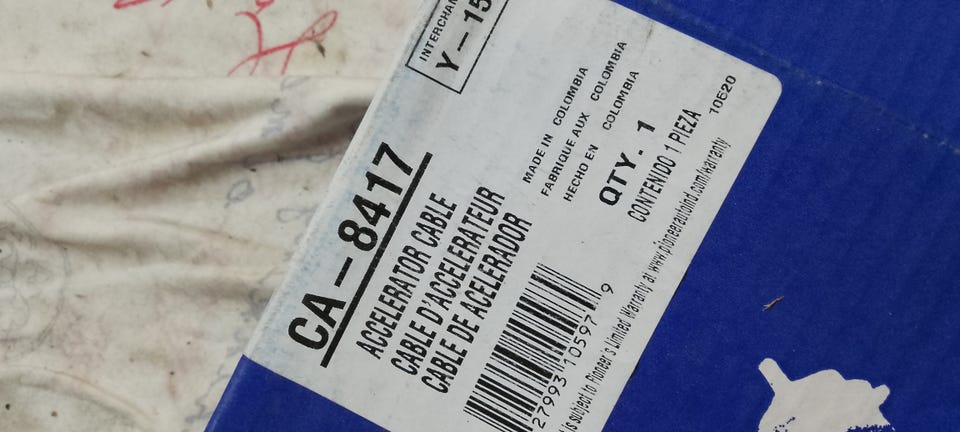 INTERCHAN
Y-15
CA-8417
ACCELERATOR CABLE
CABLE D'ACCELERATEUR
CABLE DE ACELERADOR
MADE IN COLOMBIA
FABRIQUE AUX COLOMBIA
HECHO EN COLOMBIA
QTY. 1
CONTENIDO 1 PIEZA
10E20
27993 10597 9
is subject to Pioneer's Limited Warranty at www.pioneerautoind.com/warranty